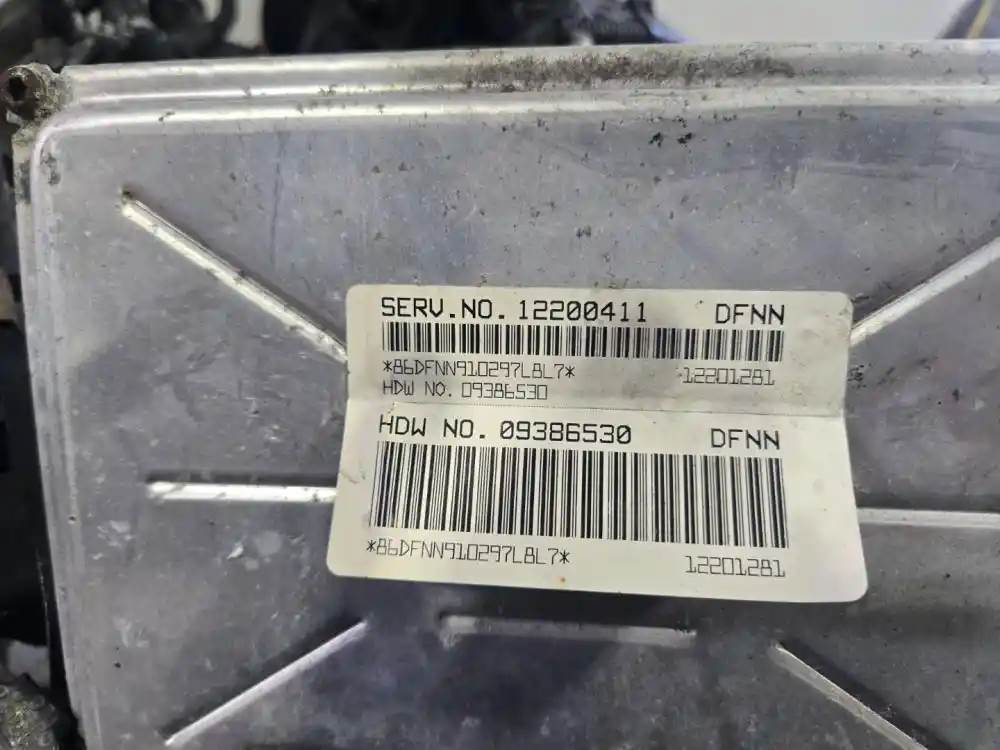 SERV.NO. 12200411 DFNN
*86DFNN910297L8L7* 12201281
HDW NO. 09386530
HDW NO. 09386530 DFNN
*86DFNN910297L8L7* 12201281